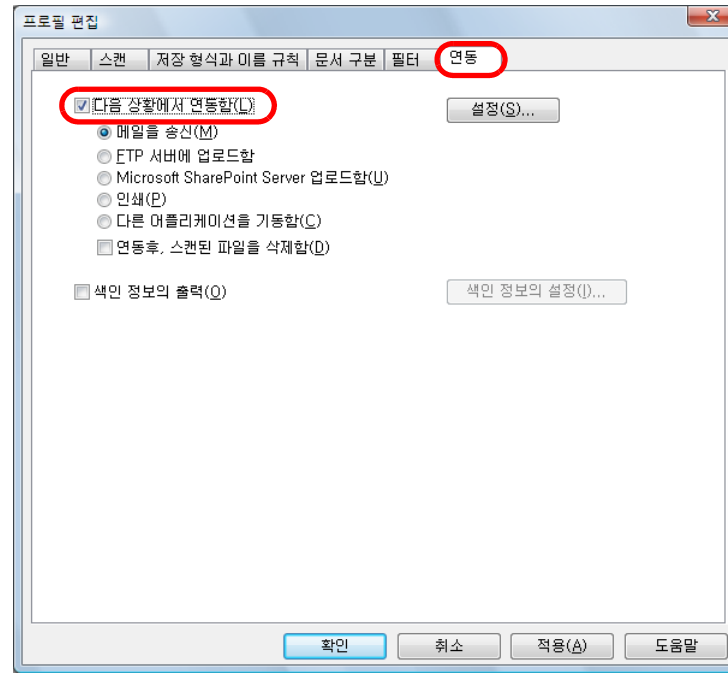 프로필 편집
일반 스캔 저장 형식과 이름 규칙 문서 구분 필터 연동
다음 상황에서 연동함(L) 설정(S)...
메일을 송신(M)
FTP 서버에 업로드함
Microsoft SharePoint Server 업로드함(U)
인쇄(P)
다른 어플리케이션을 기동함(C)
연동후, 스캔된 파일을 삭제함(D)
색인 정보의 출력(O) 색인 정보의 설정(I)...
확인 취소 적용(A) 도움말